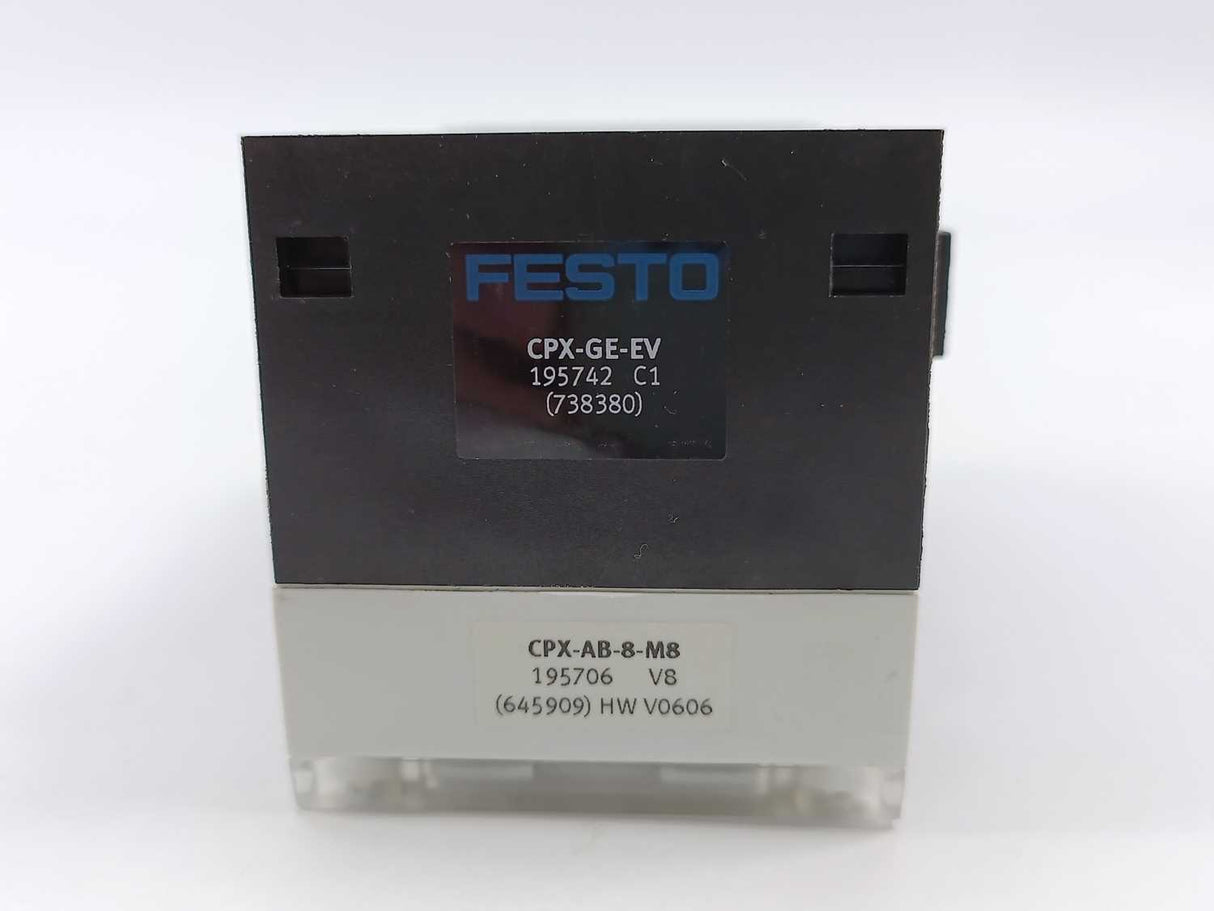 FESTO
CPX-GE-EV
195742 C1
(738380)
CPX-AB-8-M8
195706 V8
(645909) HW V0606